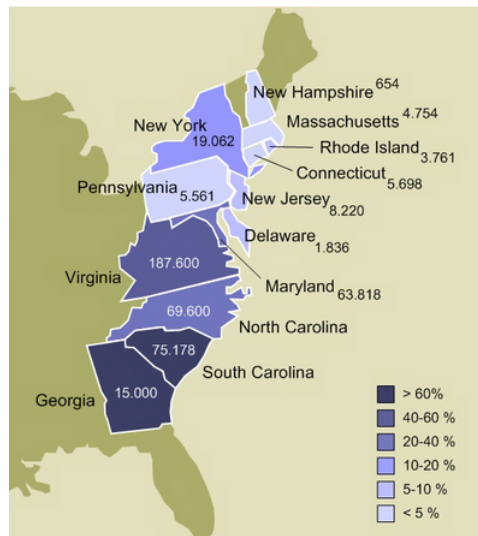 New Hampshire 654
Massachusetts 4.754
New York 19.062
Rhode Island 3.761
Connecticut 5.698
Pennsylvania 5.561
New Jersey 8.220
Delaware 1.836
Virginia 187.600
Maryland 63.818
69.600
North Carolina
75.178
South Carolina
Georgia 15.000
> 60%
40-60 %
20-40 %
10-20 %
5-10 %
< 5 %